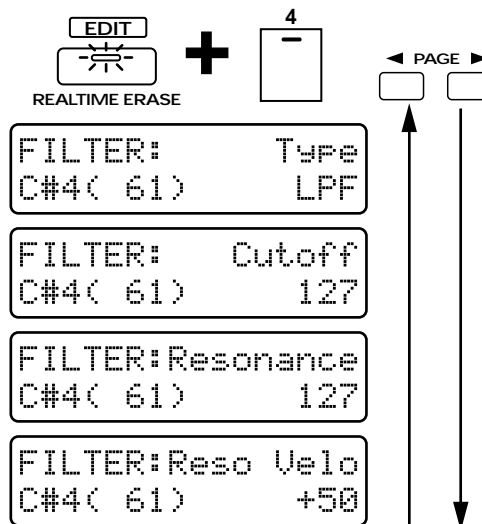 EDIT
REALTIME ERASE
4
◄ PAGE ►
FILTER: Type
C#4( 61) LPF
FILTER: Cutoff
C#4( 61) 127
FILTER:Resonance
C#4( 61) 127
FILTER:Reso Velo
C#4( 61) +50